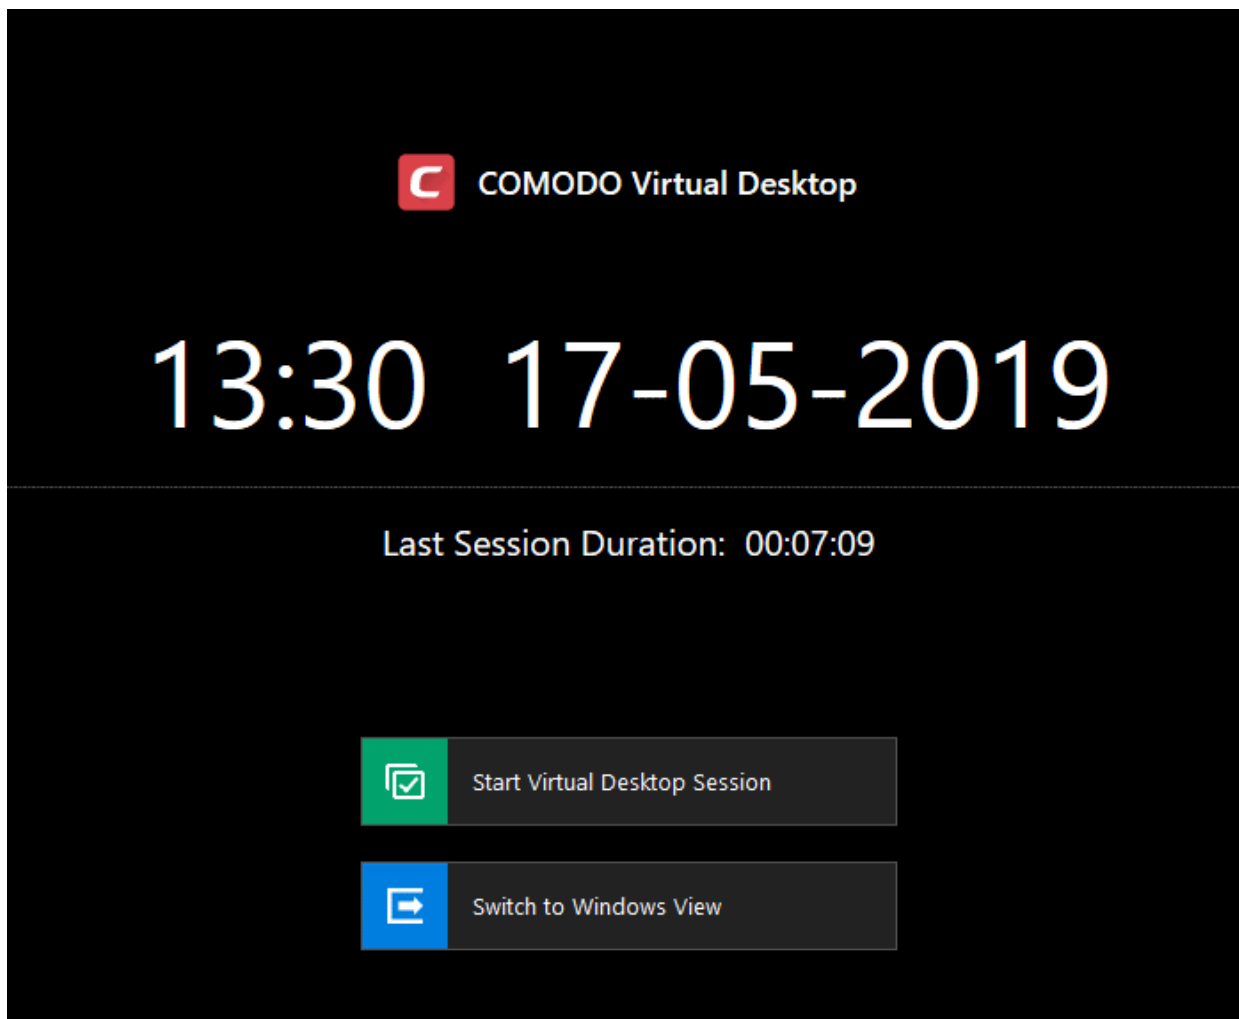 COMODO Virtual Desktop
13:30 17-05-2019
Last Session Duration: 00:07:09
Start Virtual Desktop Session
Switch to Windows View